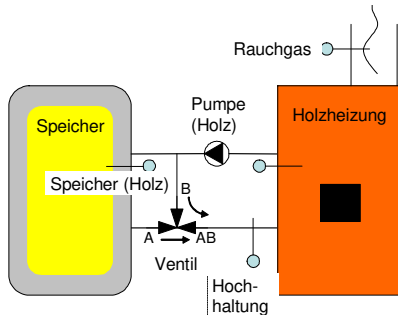 Rauchgas
Pumpe
(Holz)
Speicher
Holzheizung
Speicher (Holz)
B
A
AB
Ventil
Hoch-
haltung